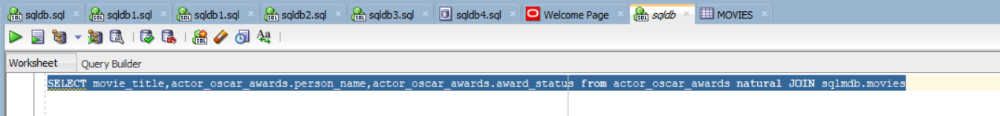 sqldb.sql sqldb1.sql sqldb1.sql sqldb2.sql sqldb3.sql sqldb4.sql Welcome Page sqldb MOVIES
Worksheet Query Builder
SELECT movie_title,actor_oscar_awards.person_name,actor_oscar_awards.award_status from actor_oscar_awards natural JOIN sqlmdb.movies